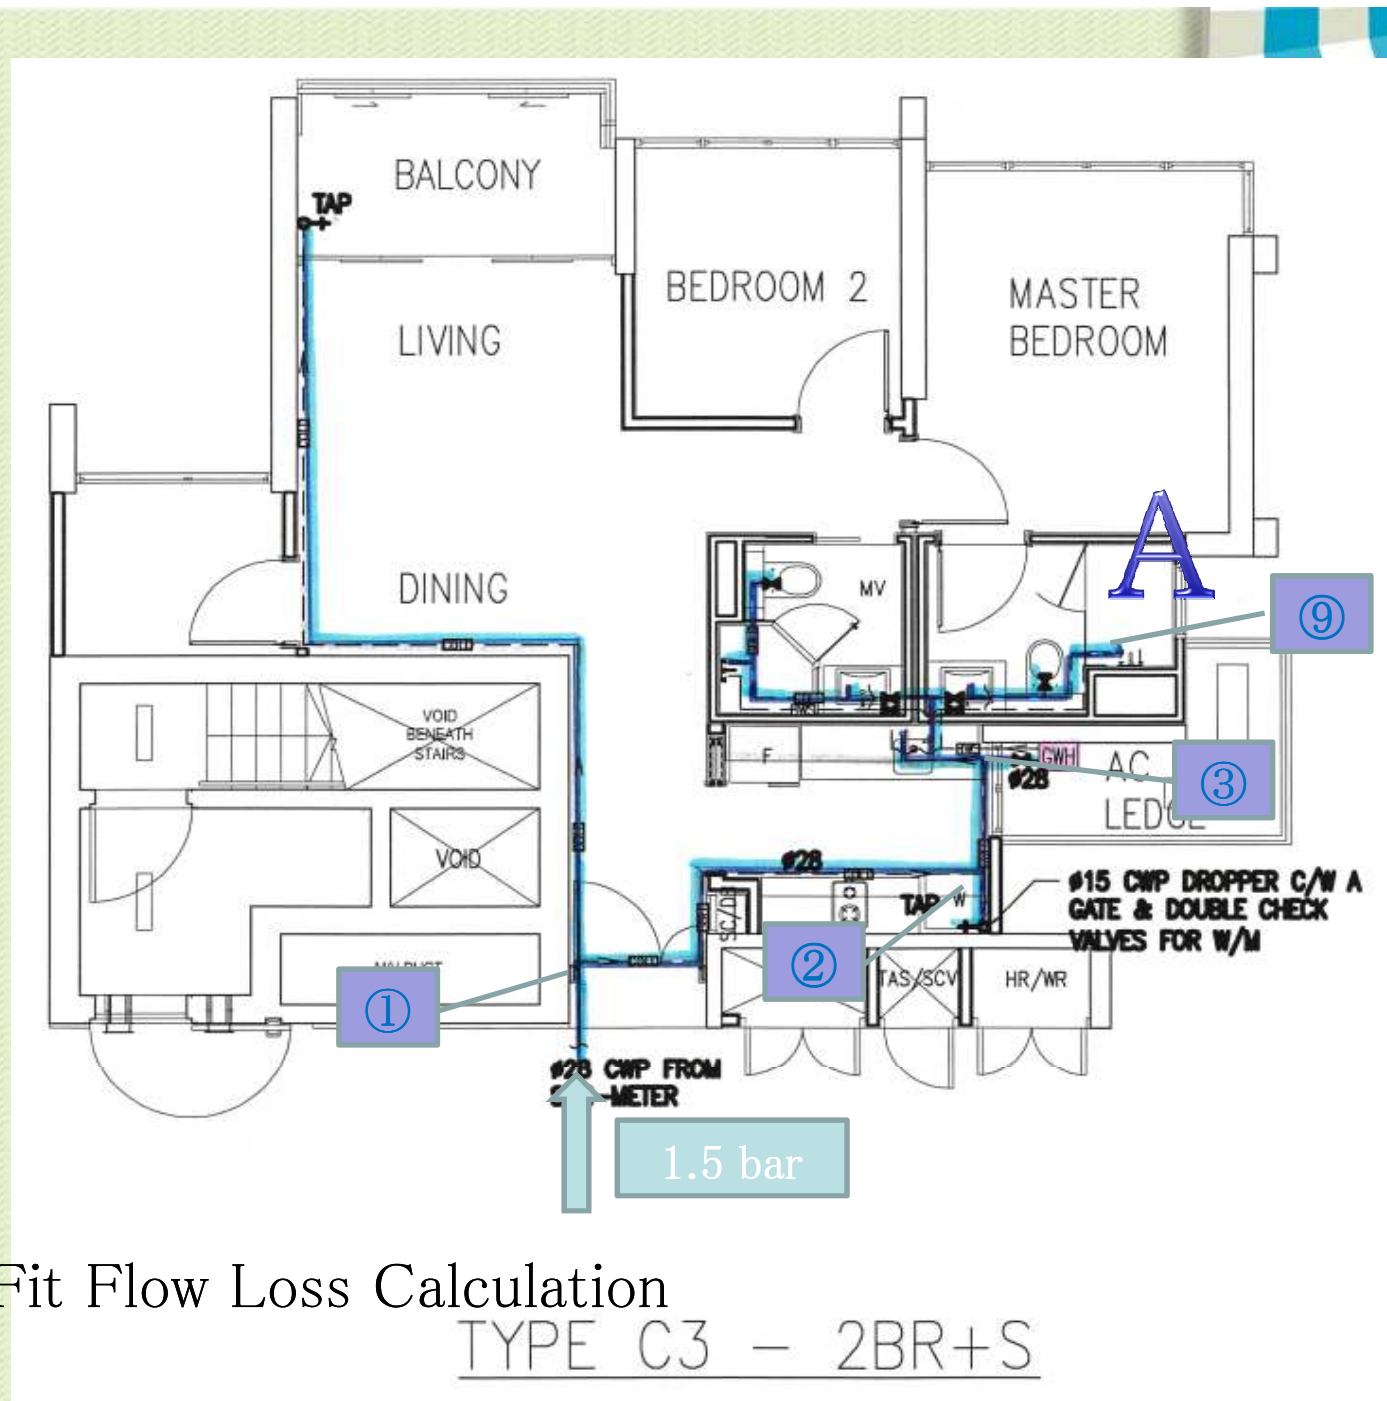 BALCONY
TAP
BEDROOM 2
MASTER
BEDROOM
LIVING
A
DINING
MV
⑨
VOID
BENEATH
STAIRS
F
GWH
ø28
AC
③
VOID
ø28
TAP
W
ø15 CWP DROPPER C/W A
GATE & DOUBLE CHECK
VALVES FOR W/M
SC/DB
②
TAS/SCV
HR/WR
①
ø28 CWP FROM
-METER
1.5 bar
Fit Flow Loss Calculation
TYPE C3 - 2BR+S